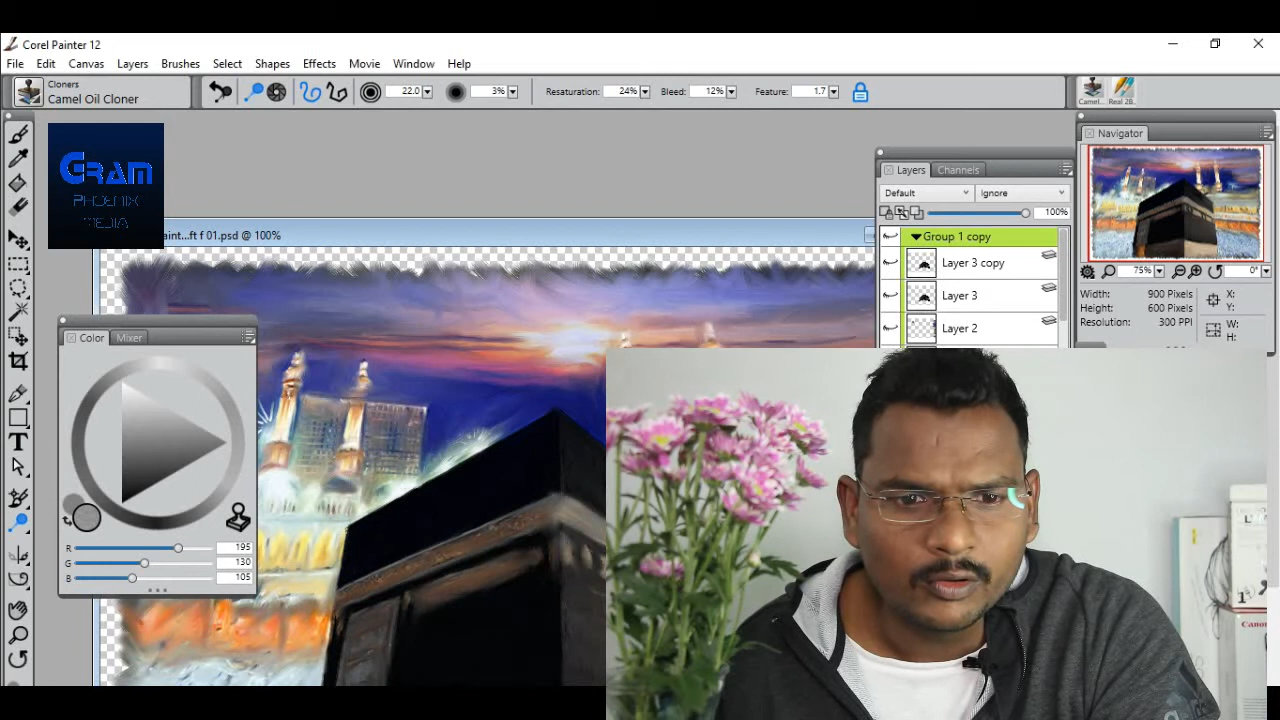 Corel Painter 12
File Edit Canvas Layers Brushes Select Shapes Effects Movie Window Help
Cloners
Camel Oil Cloner
22.0
3%
Resaturation: 24%
Bleed: 12%
Feature: 1.7
Camel...
Real 2B...
GRAM
PHOENIX
MEDIA
Navigator
Layers Channels
Default Ignore
100%
Group 1 copy
Layer 3 copy
Layer 3
Layer 2
aint...ft f 01.psd @ 100%
75% 0°
Width: 900 Pixels X:
Height: 600 Pixels Y:
Resolution: 300 PPI W:
H:
Color Mixer
R 195
G 130
B 105
T
Canon